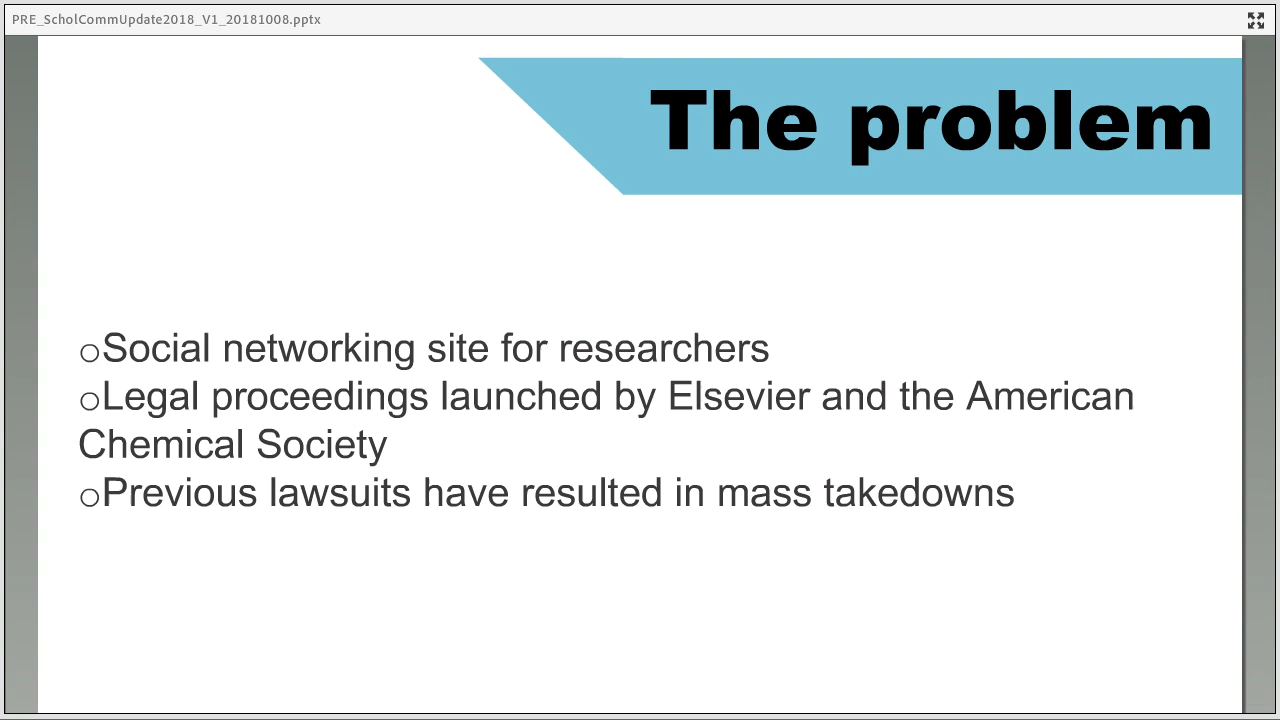 PRE_ScholCommUpdate2018_V1_20181008.pptx
The problem
oSocial networking site for researchers
oLegal proceedings launched by Elsevier and the American
Chemical Society
oPrevious lawsuits have resulted in mass takedowns